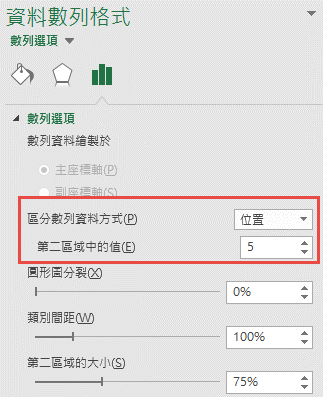 資料數列格式
數列選項
數列選項
數列資料繪製於
主座標軸(P)
副座標軸(S)
區分數列資料方式(P) 位置
第二區域中的值(E) 5
圓形圖分裂(X)
0%
類別間距(W)
100%
第二區域的大小(S)
75%